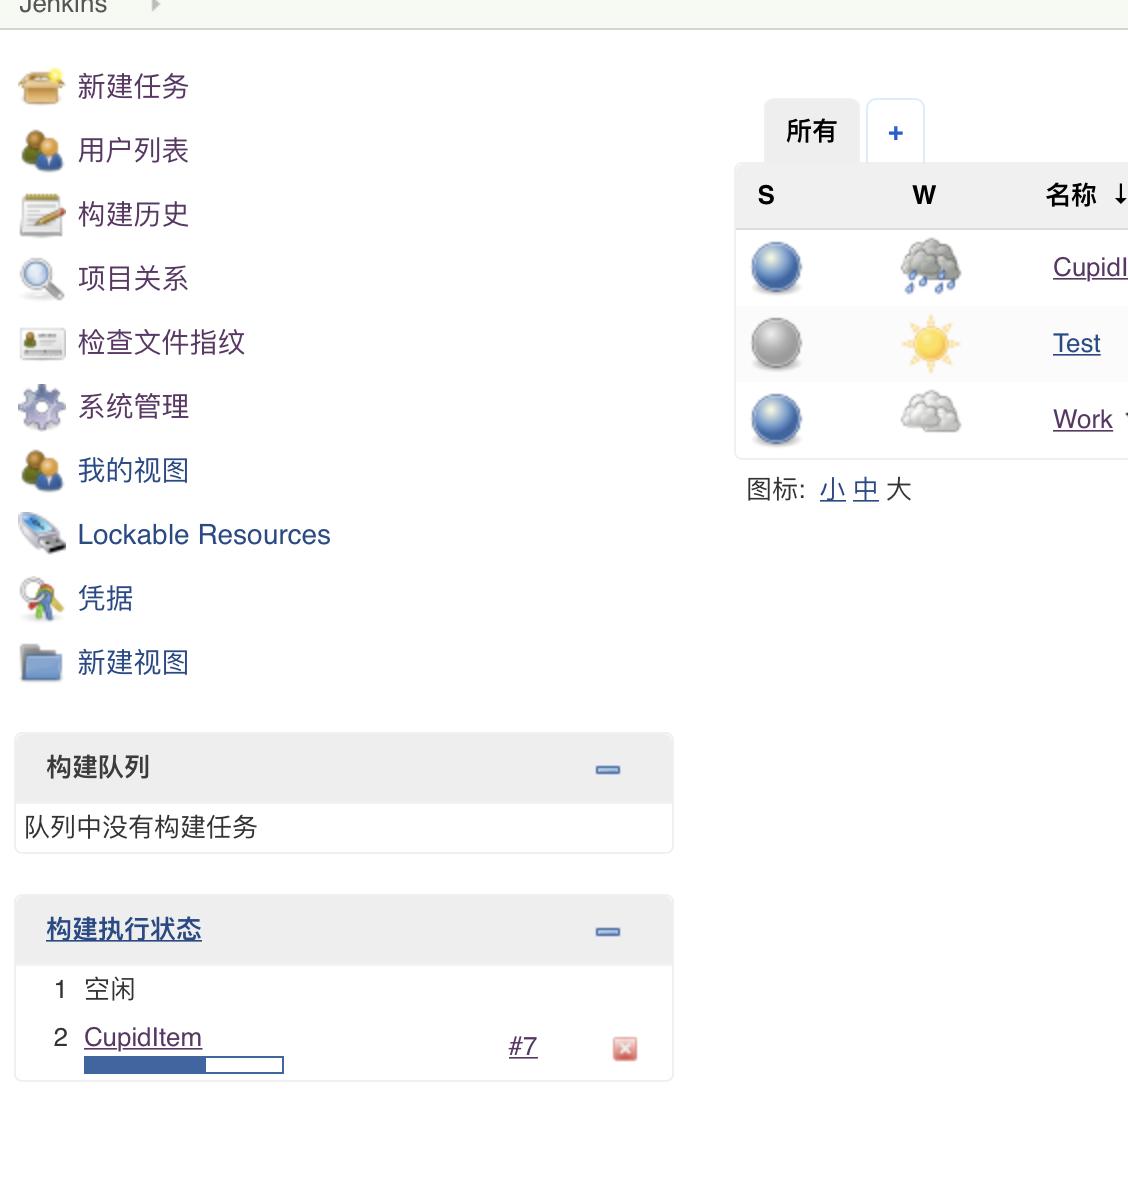 Jenkins
新建任务
用户列表
构建历史
项目关系
检查文件指纹
系统管理
我的视图
Lockable Resources
凭据
新建视图
构建队列
队列中没有构建任务
构建执行状态
1 空闲
2 CupidItem #7
所有 +
S W 名称 ↓
CupidI
Test
Work
图标: 小 中 大